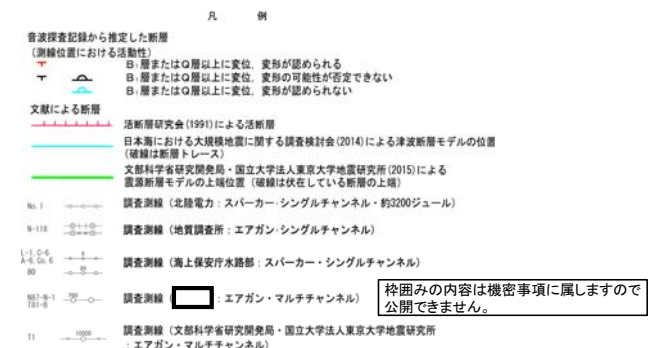 凡　例
音波探査記録から推定した断層
(測線位置における活動性)
B₁層またはQ層以上に変位，変形が認められる
B₁層またはQ層以上に変位，変形の可能性が否定できない
B₁層またはQ層以上に変位，変形が認められない
文献による断層
活断層研究会(1991)による活断層
日本海における大規模地震に関する調査検討会(2014)による津波断層モデルの位置
(破線は断層トレース)
文部科学省研究開発局・国立大学法人東京大学地震研究所(2015)による
震源断層モデルの上端位置（破線は伏在している断層の上端）
No.1 調査測線（北陸電力：スパーカー・シングルチャンネル・約3200ジュール）
N-118 調査測線（地質調査所：エアガン・シングルチャンネル）
L-1,C-6
A-6,Co.6 調査測線（海上保安庁水路部：スパーカー・シングルチャンネル）
80
N87-N-1 調査測線（　　：エアガン・マルチチャンネル）
T81-B
枠囲みの内容は機密事項に属しますので
公開できません。
T1 10000 調査測線（文部科学省研究開発局・国立大学法人東京大学地震研究所
：エアガン・マルチチャンネル）